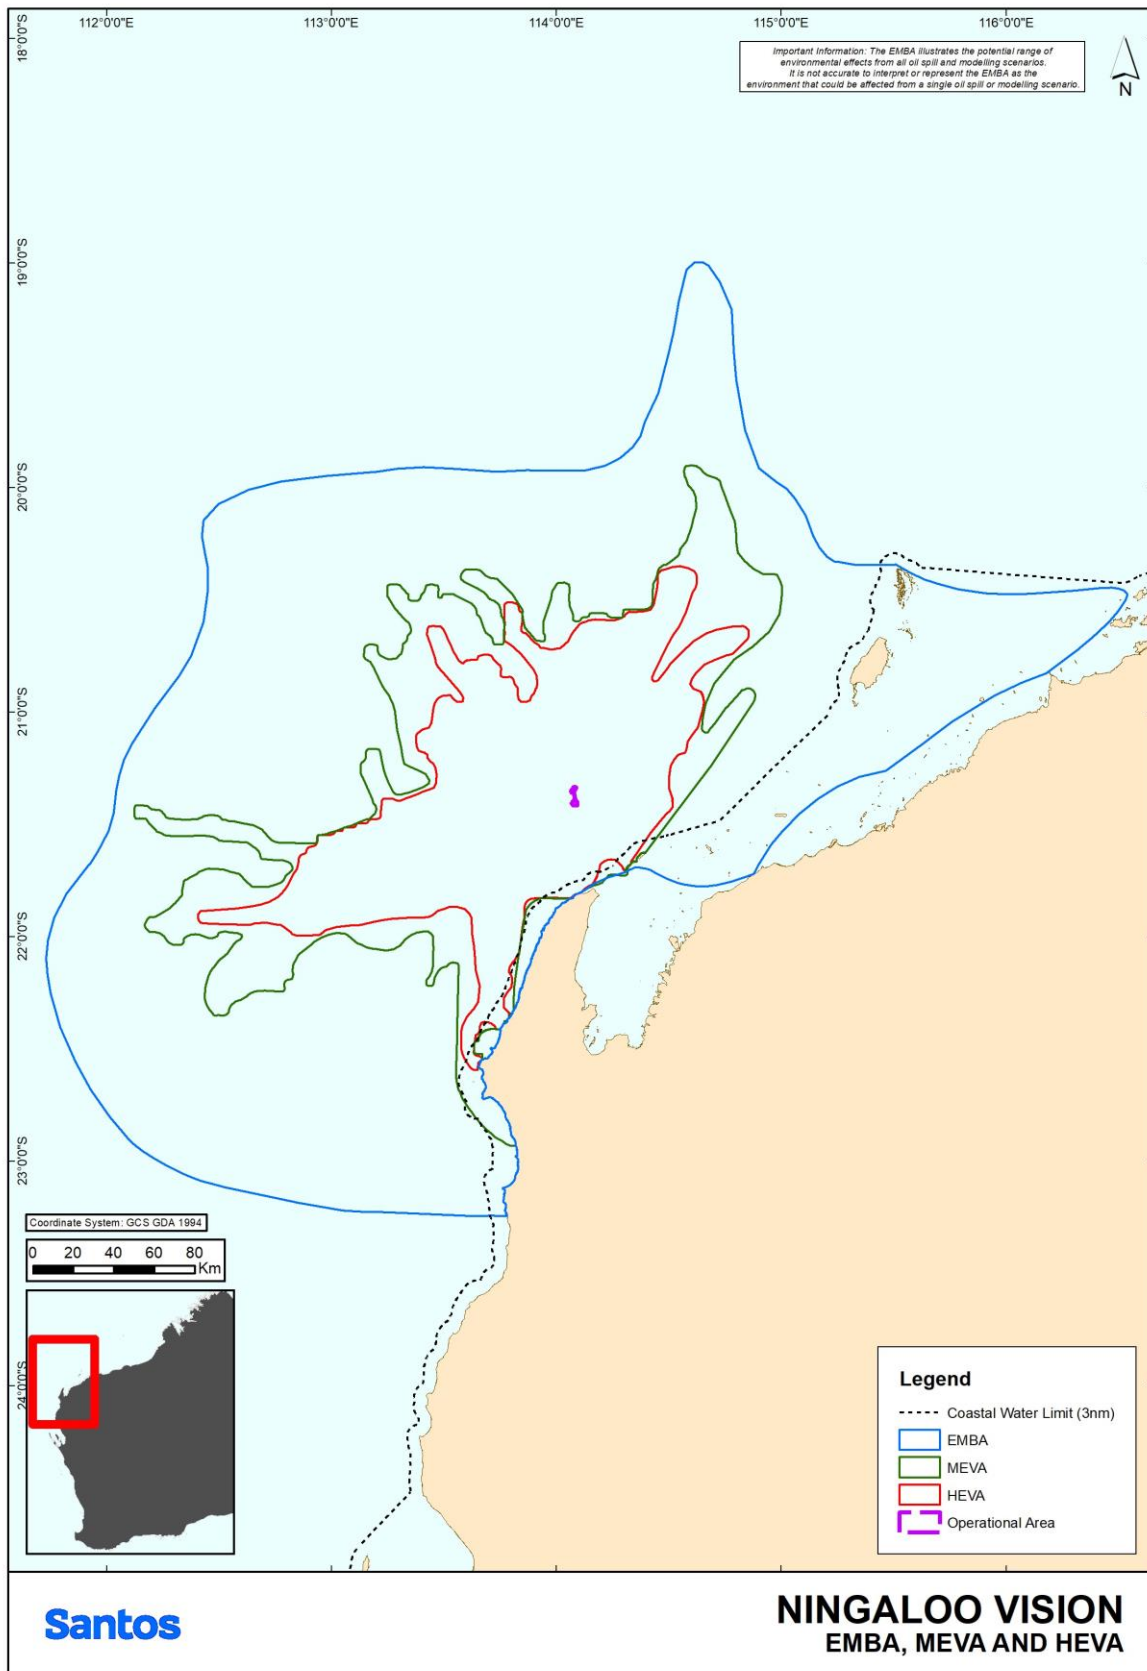 112°0'0"E 113°0'0"E 114°0'0"E 115°0'0"E 116°0'0"E
18°0'0"S
Important Information: The EMBA illustrates the potential range of
environmental effects from all oil spill and modelling scenarios.
It is not accurate to interpret or represent the EMBA as the
environment that could be affected from a single oil spill or modelling scenario.
N
19°0'0"S
20°0'0"S
21°0'0"S
22°0'0"S
23°0'0"S
Coordinate System: GCS GDA 1994
0 20 40 60 80
Km
24°0'0"S
Legend
Coastal Water Limit (3nm)
EMBA
MEVA
HEVA
Operational Area
Santos
NINGALOO VISION
EMBA, MEVA AND HEVA